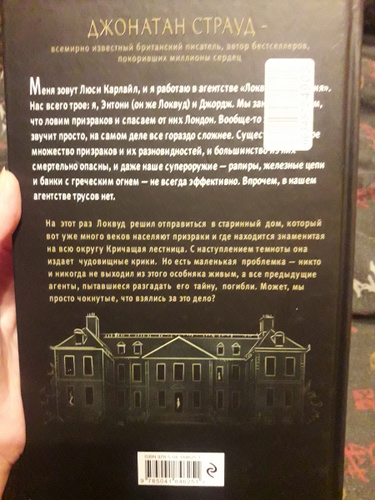 ДЖОНАТАН СТРАУД –
всемирно известный британский писатель, автор бестселлеров,
покоривших миллионы сердец
Меня зовут Люси Карлайл, и я работаю в агентстве «Локв
Нас всего трое: я, Энтони (он же Локвуд) и Джордж. Мы
что ловим призраков и спасаем от них Лондон. Вообще-то
звучит просто, на самом деле все гораздо сложнее.
множество призраков и их разновидностей, и большинство из них
смертельно опасны, и даже наше супероружие — рапиры, железные цепи
и банки с греческим огнем — не всегда эффективно. Впрочем, в нашем
агентстве трусов нет.
На этот раз Локвуд решил отправиться в старинный дом, который
вот уже много веков населяют призраки и где находится знаменитая
на всю округу Кричащая лестница. С наступлением темноты она
издает чудовищные крики. Но есть маленькая проблемка — никто
и никогда не выходил из этого особняка живым, а все предыдущие
агенты, пытавшиеся разгадать его тайну, погибли. Может, мы
просто чокнутые, что взялись за это дело?